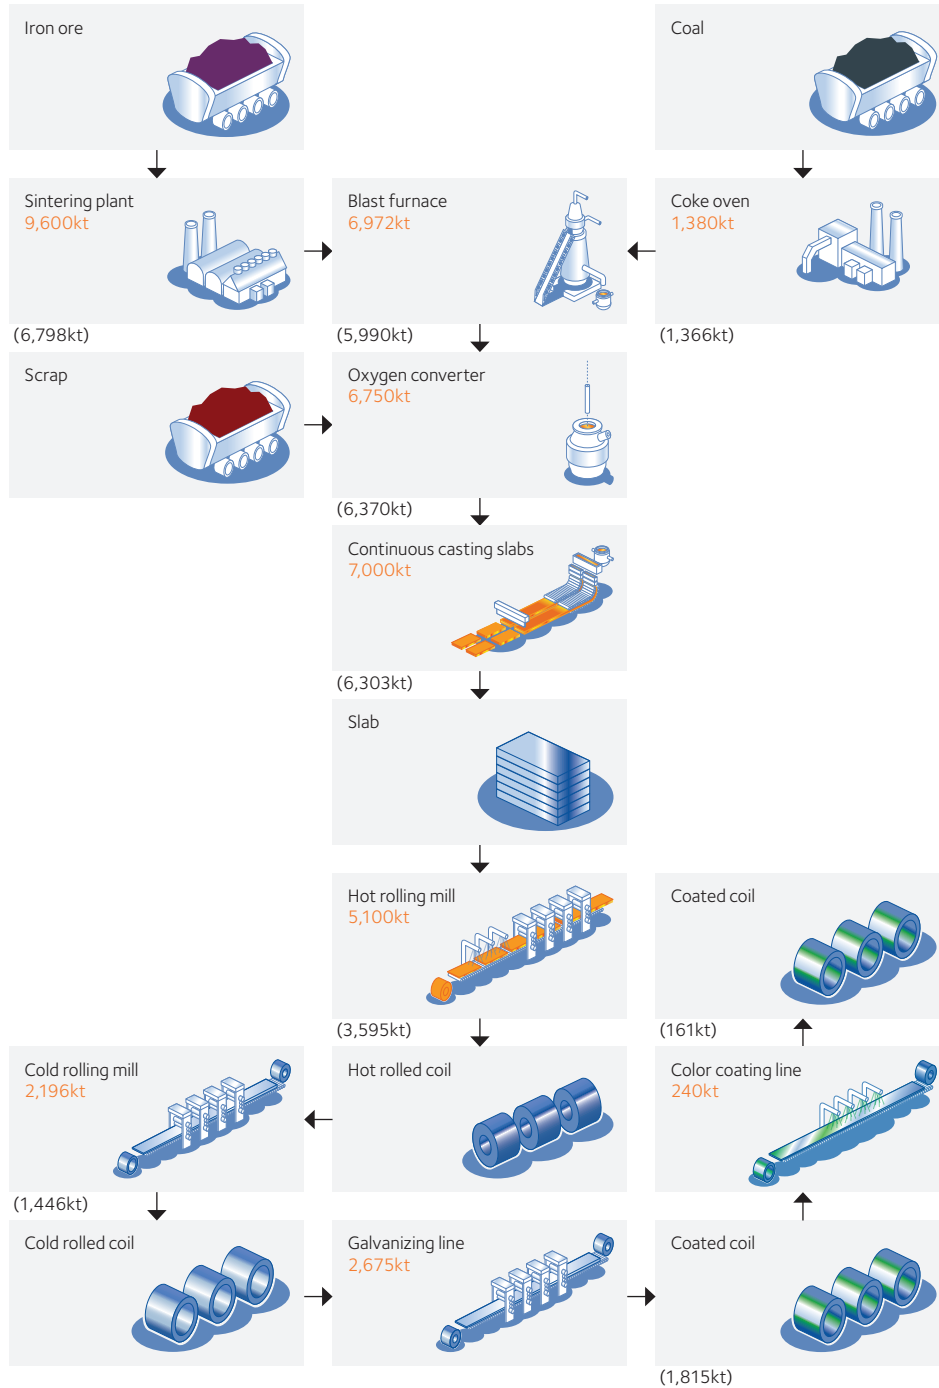 Iron ore
Coal
Sintering plant
9,600kt
Blast furnace
6,972kt
Coke oven
1,380kt
(6,798kt)
(5,990kt)
(1,366kt)
Scrap
Oxygen converter
6,750kt
(6,370kt)
Continuous casting slabs
7,000kt
(6,303kt)
Slab
Hot rolling mill
5,100kt
Coated coil
(3,595kt)
(161kt)
Cold rolling mill
2,196kt
Hot rolled coil
Color coating line
240kt
(1,446kt)
Cold rolled coil
Galvanizing line
2,675kt
Coated coil
(1,815kt)